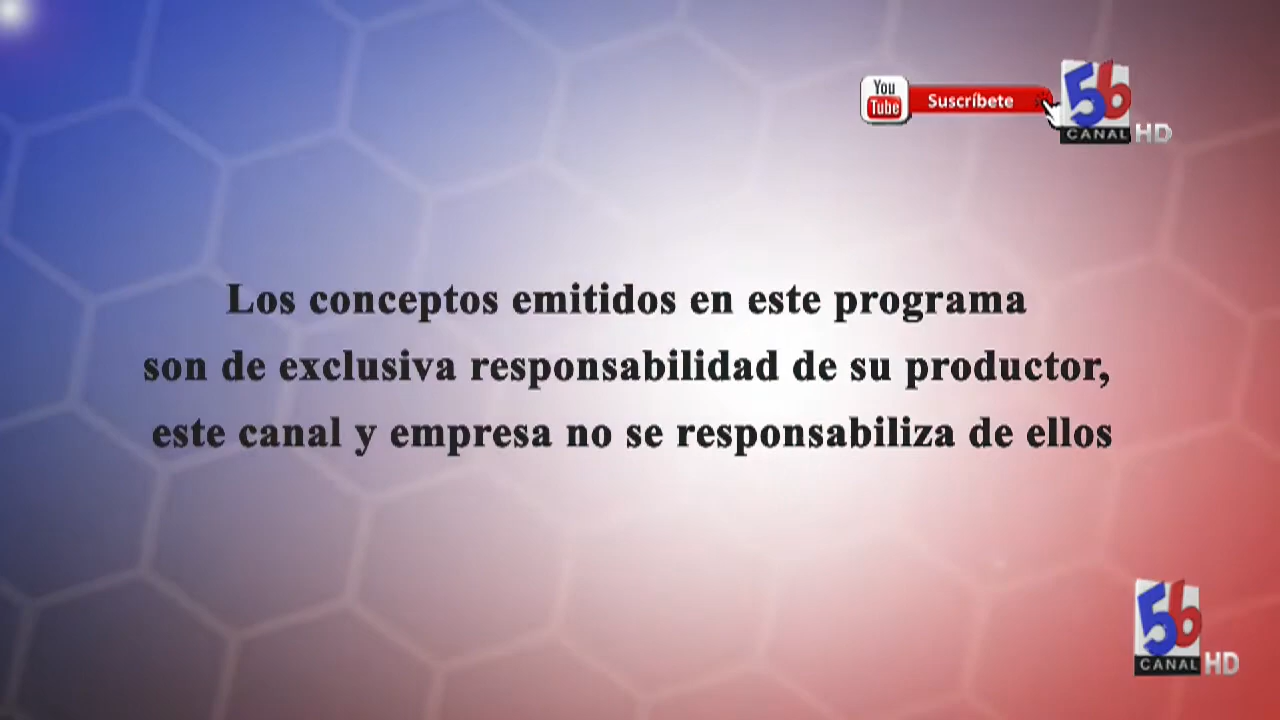 You
Tube
Suscríbete
56
CANAL HD
Los conceptos emitidos en este programa
son de exclusiva responsabilidad de su productor,
este canal y empresa no se responsabiliza de ellos
56
CANAL HD